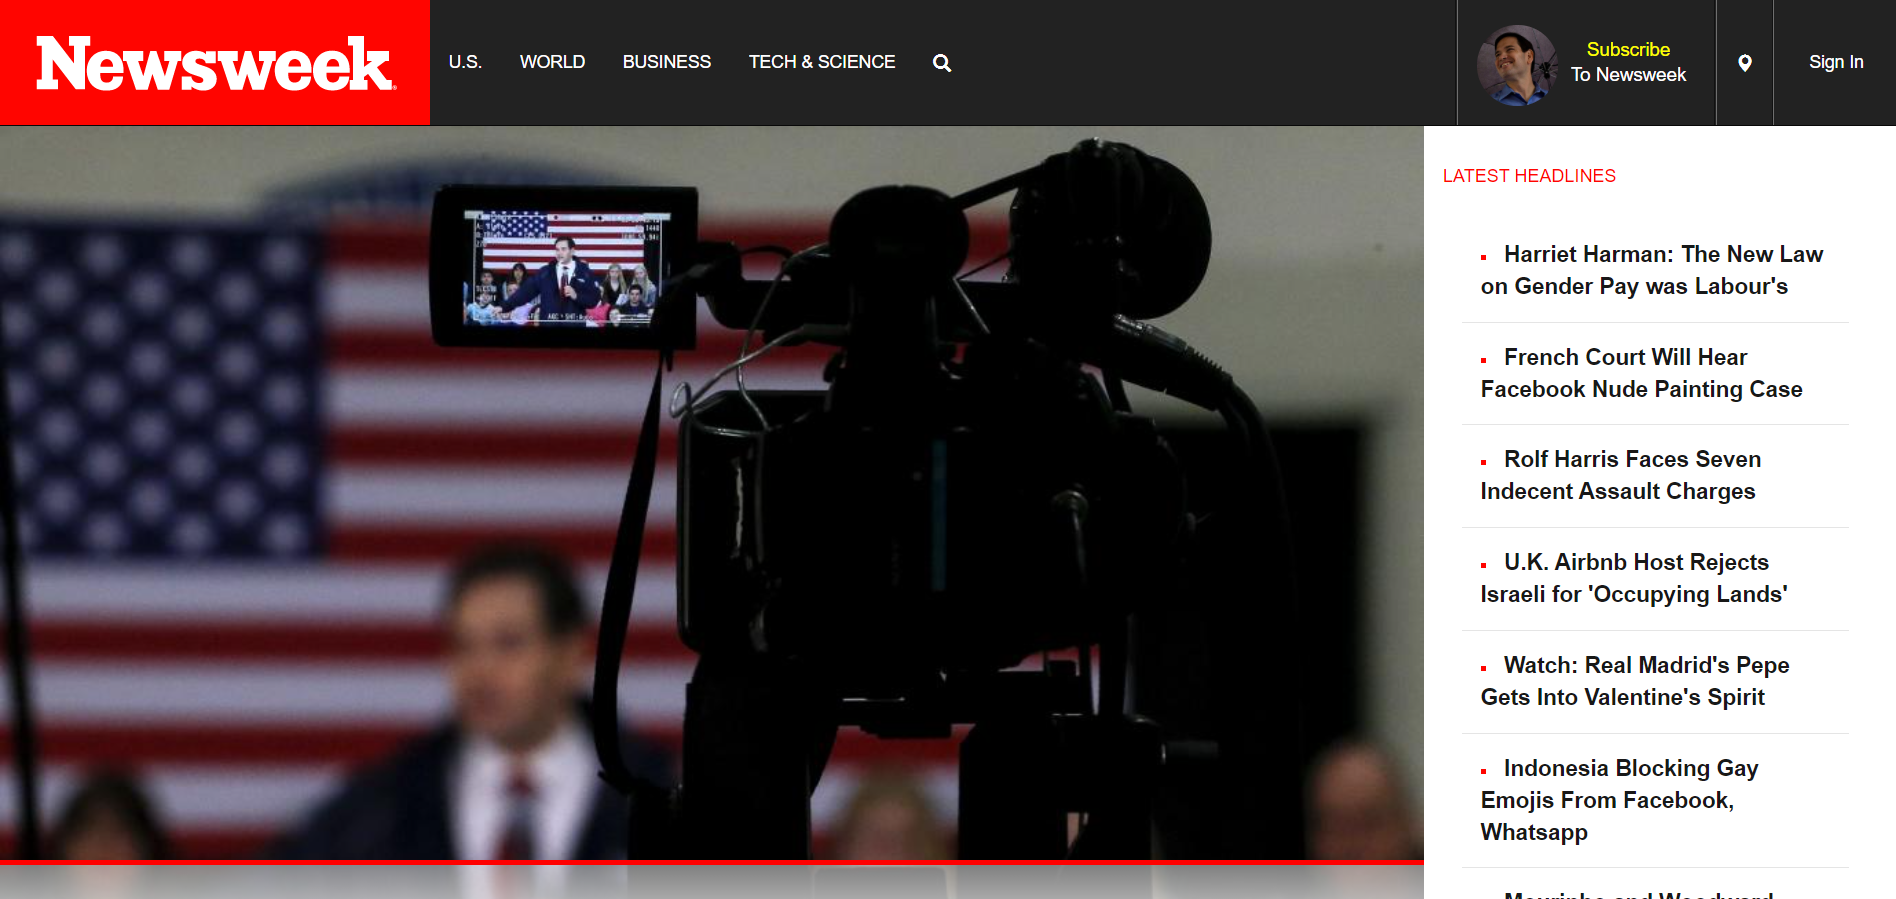 Newsweek
U.S.
WORLD
BUSINESS
TECH & SCIENCE
Subscribe
To Newsweek
Sign In
LATEST HEADLINES
Harriet Harman: The New Law
on Gender Pay was Labour's
French Court Will Hear
Facebook Nude Painting Case
Rolf Harris Faces Seven
Indecent Assault Charges
U.K. Airbnb Host Rejects
Israeli for 'Occupying Lands'
Watch: Real Madrid's Pepe
Gets Into Valentine's Spirit
Indonesia Blocking Gay
Emojis From Facebook,
Whatsapp
Mourinho and Woodward